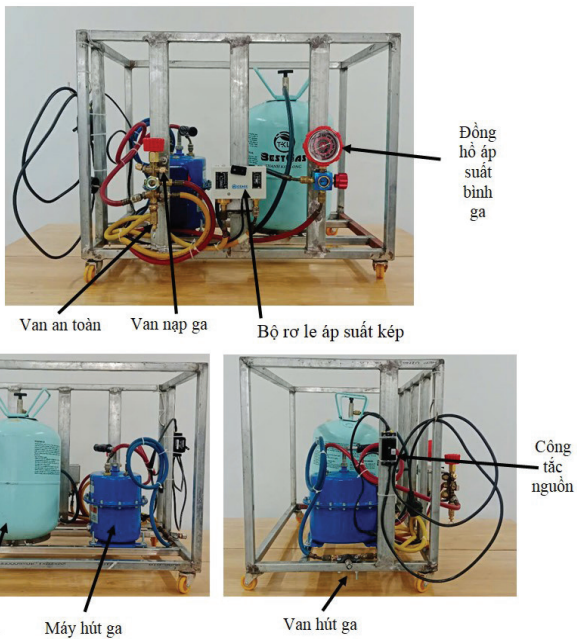 BESTGAS
Đồng
hồ áp
suất
bình
ga
Van an toàn
Van nạp ga
Bộ rơ le áp suất kép
Công
tắc
nguồn
Máy hút ga
Van hút ga